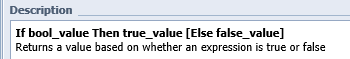 Description
If bool_value Then true_value [Else false_value]
Returns a value based on whether an expression is true or false